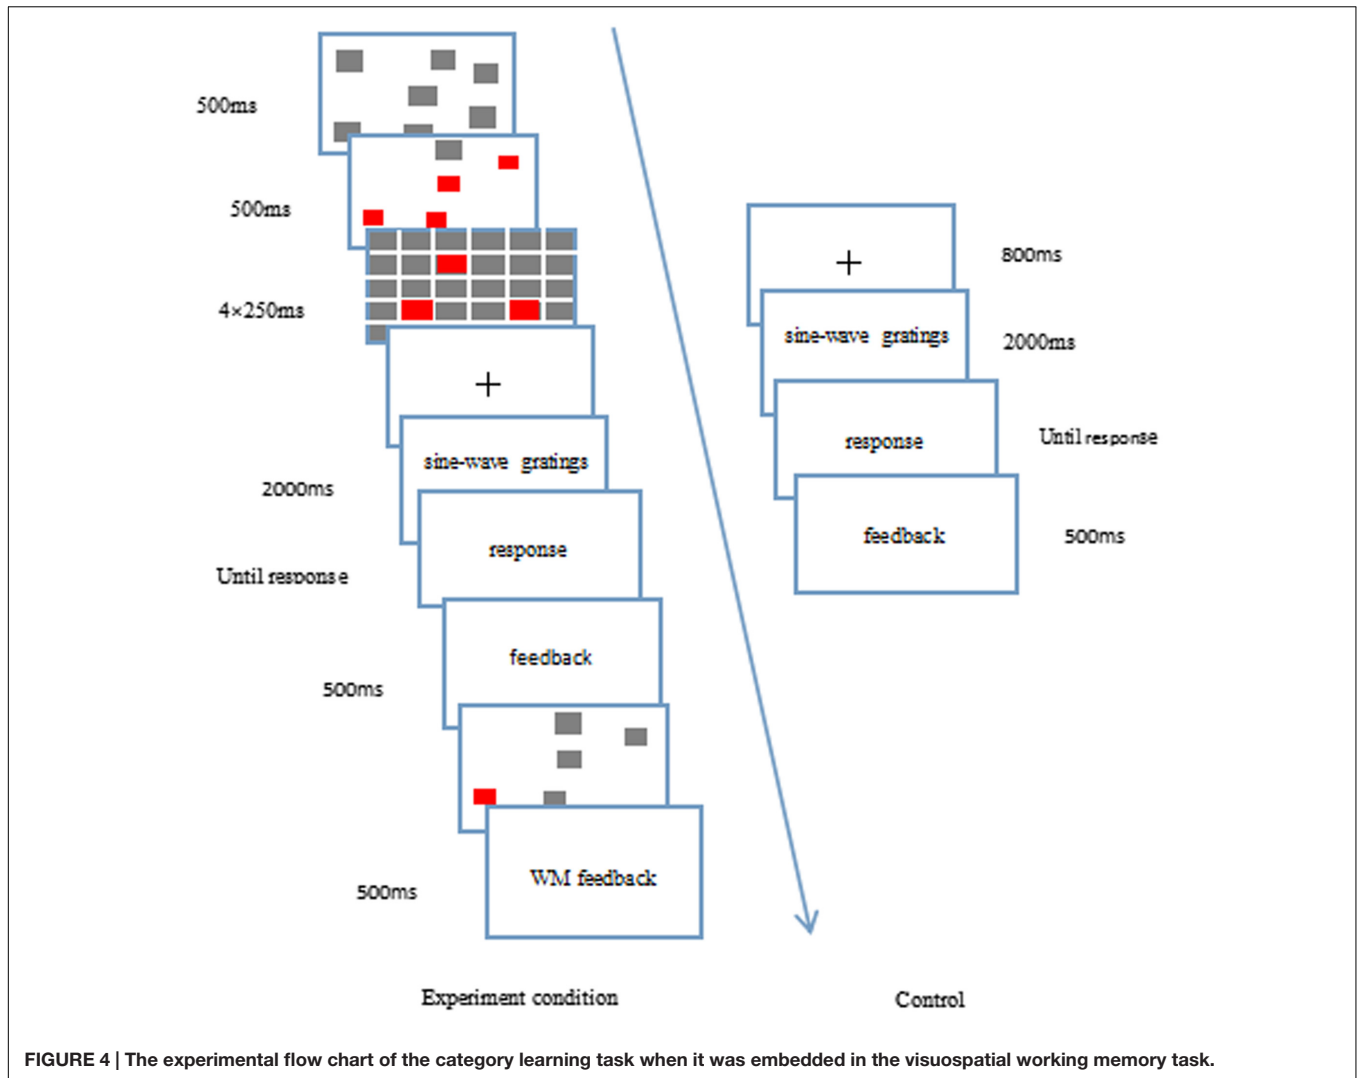 500ms
500ms
4×250ms
+
sine-wave gratings
2000ms
response
Until response
feedback
500ms
WM feedback
500ms
Experiment condition
+
800ms
sine-wave gratings
2000ms
response
Until response
feedback
500ms
Control
FIGURE 4 | The experimental flow chart of the category learning task when it was embedded in the visuospatial working memory task.